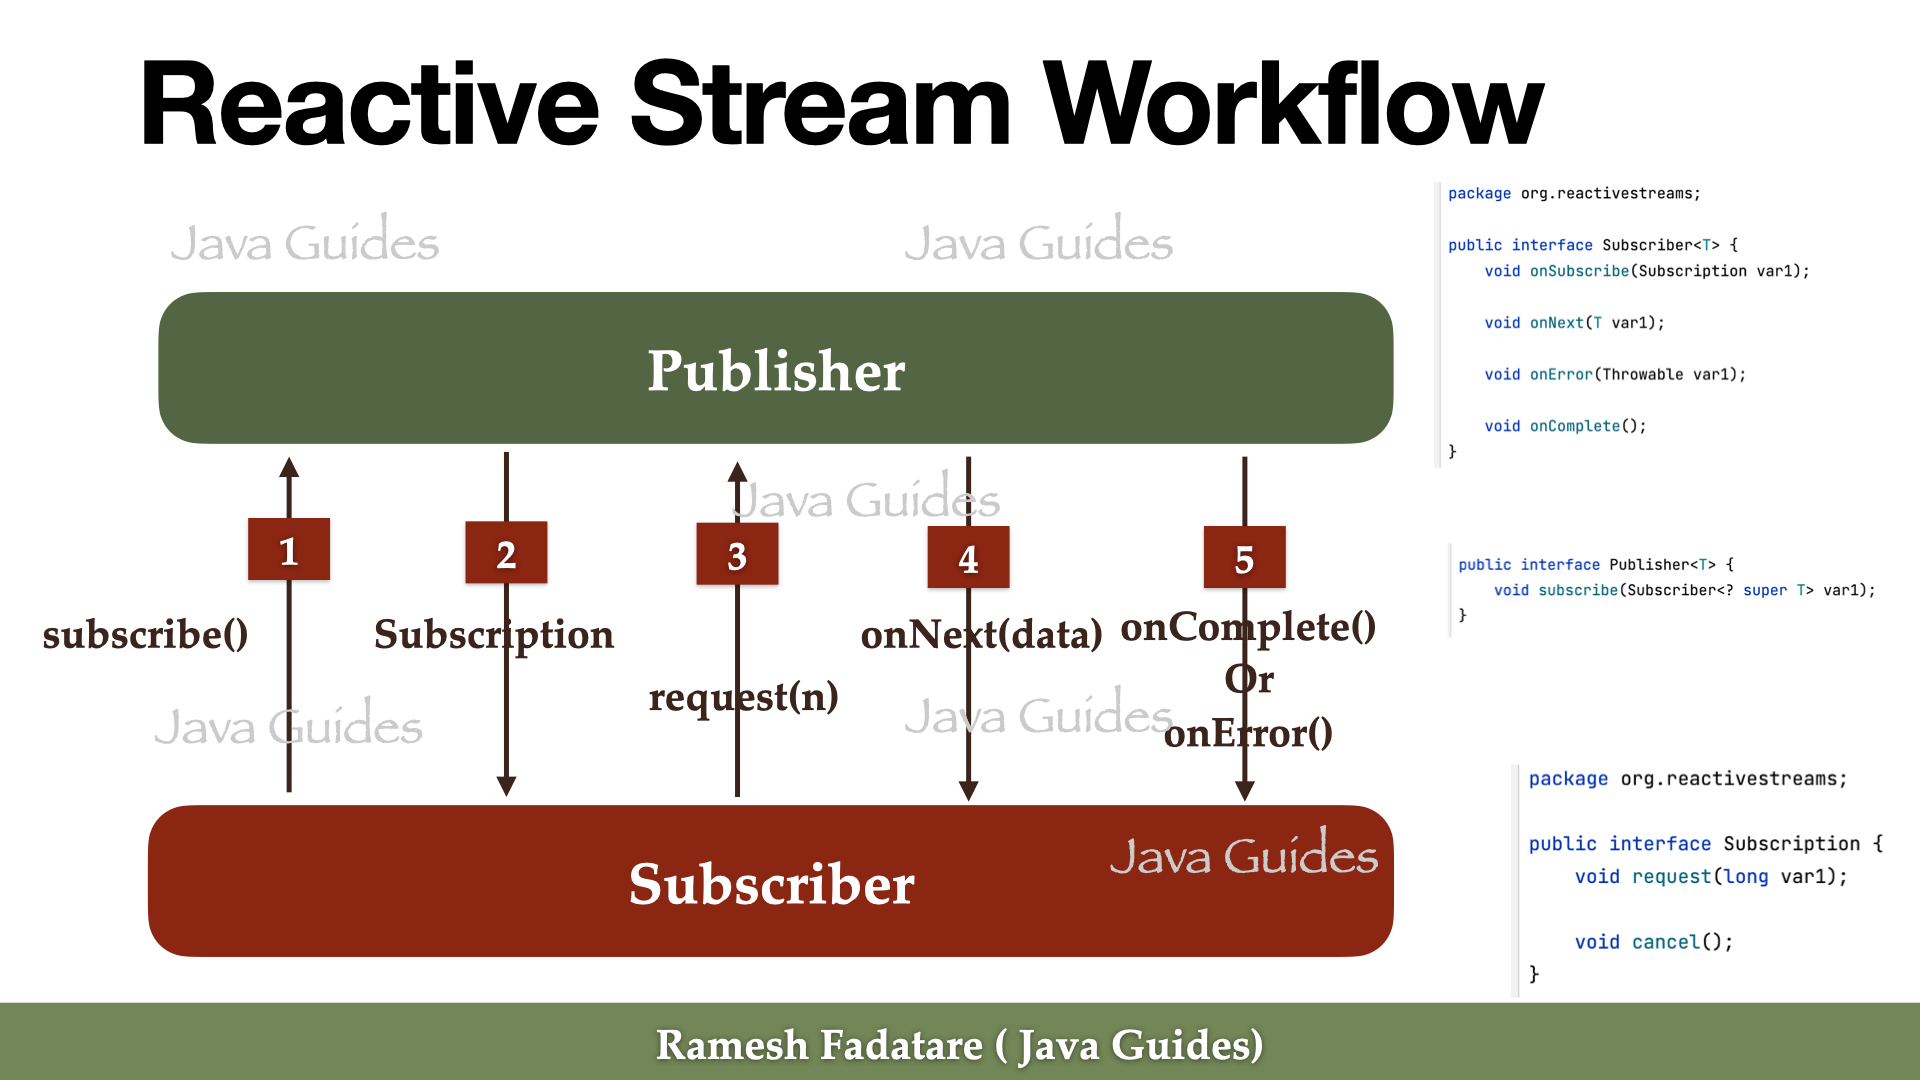 Reactive Stream Workflow
Java Guides
Java Guides
Publisher
Java Guides
1
2
3
4
5
subscribe()
Subscription
request(n)
onNext(data)
onComplete()
Or
onError()
Java Guides
Java Guides
Subscriber
Java Guides
package org.reactivestreams;
public interface Subscriber<T> {
void onSubscribe(Subscription var1);
void onNext(T var1);
void onError(Throwable var1);
void onComplete();
}
public interface Publisher<T> {
void subscribe(Subscriber<? super T> var1);
}
package org.reactivestreams;
public interface Subscription {
void request(long var1);
void cancel();
}
Ramesh Fadatare ( Java Guides)